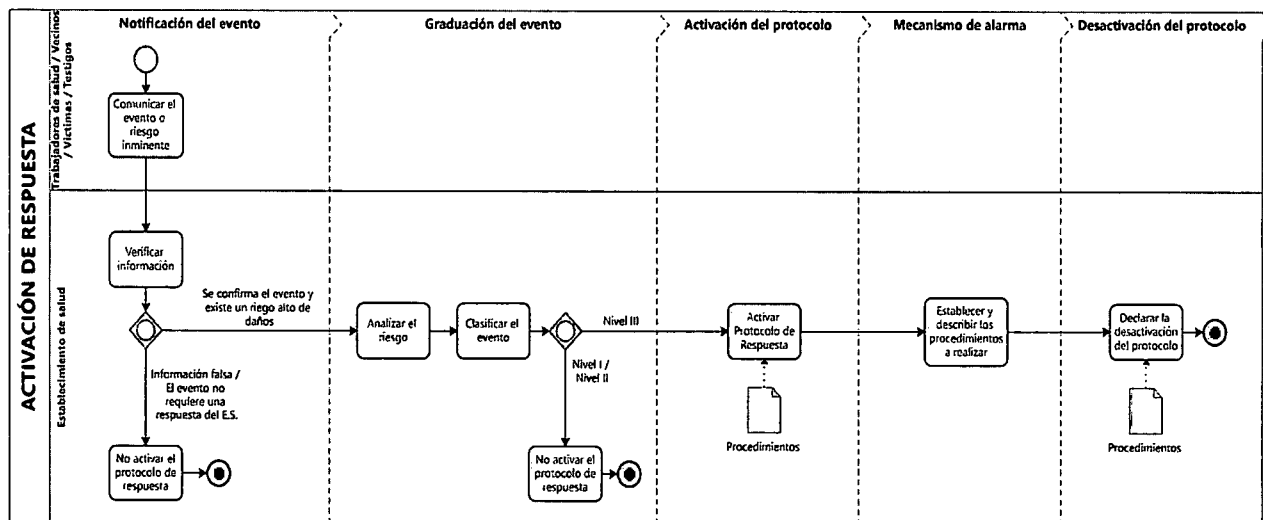 Notificación del evento
Graduación del evento
Activación del protocolo
Mecanismo de alarma
Desactivación del protocolo
ACTIVACIÓN DE RESPUESTA
Trabajadores de salud / Vecinos
/ Víctimas / Testigos
Comunicar el
evento o
riesgo
inminente
Establecimiento de salud
Verificar
información
Se confirma el evento y
existe un riego alto de
daños
Información falsa /
El evento no
requiere una
respuesta del E.S.
No activar el
protocolo de
respuesta
Analizar el
riesgo
Clasificar el
evento
Nivel III
Nivel I /
Nivel II
No activar el
protocolo de
respuesta
Activar
Protocolo de
Respuesta
Procedimientos
Establecer y
describir los
procedimientos
a realizar
Declarar la
desactivación
del protocolo
Procedimientos